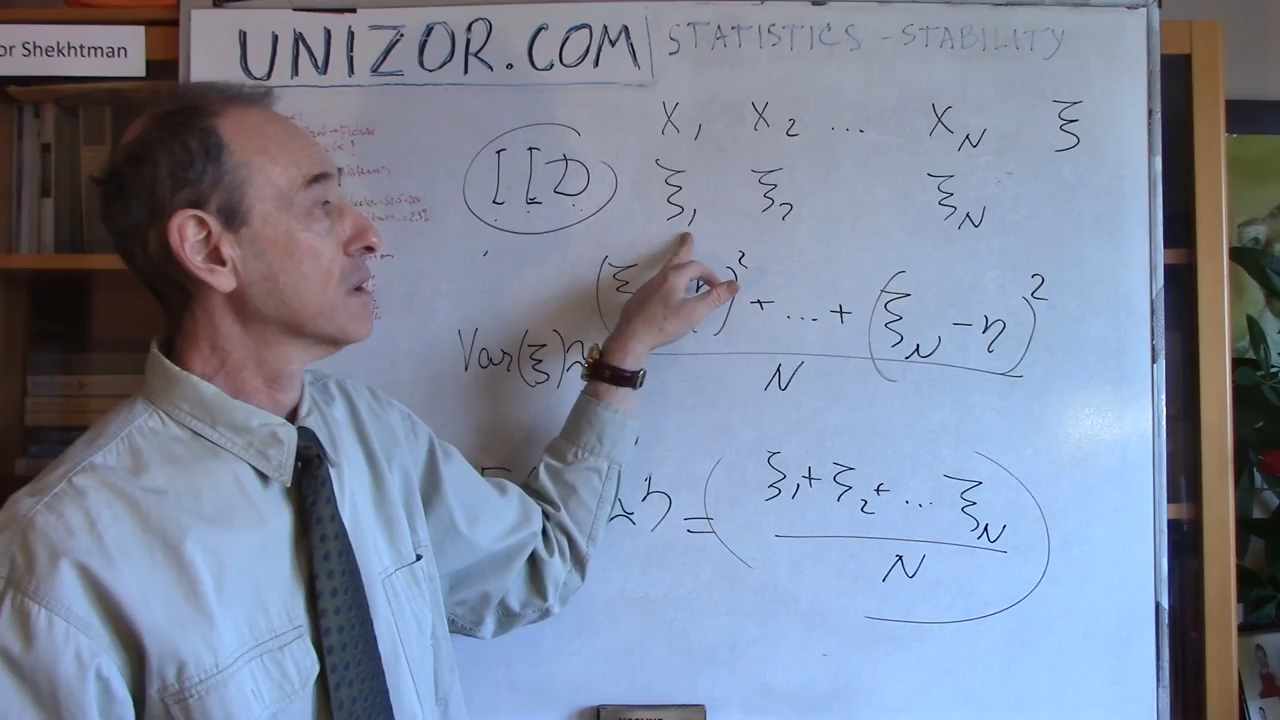 or Shekhtman
UNIZOR.COM
STATISTICS - STABILITY
X₁ X₂ ... X_N ξ
IID ξ₁ ξ₂ ξ_N
Var(ξ)≈ (ξ )² + ... + (ξ_N - η)²
N
η = (ξ₁ + ξ₂ + ... ξ_N)
N